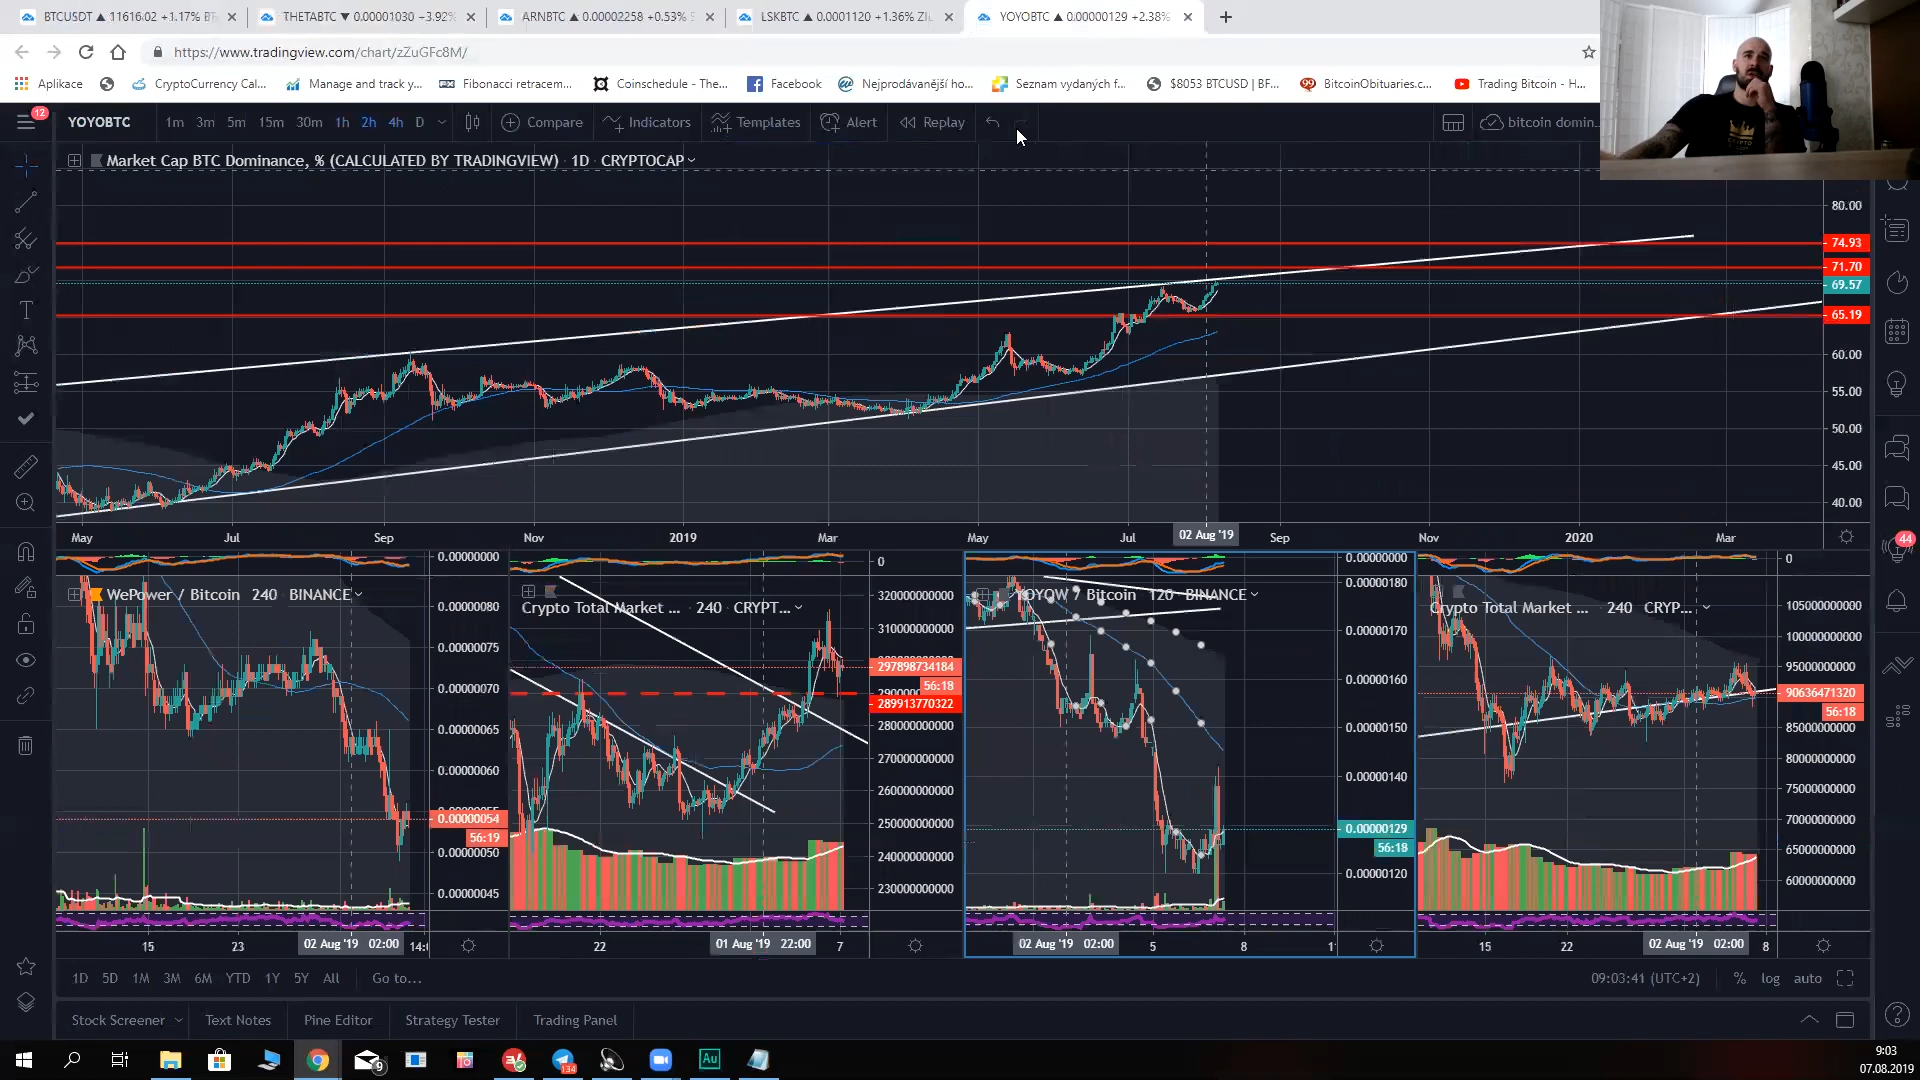 BTCUSDT ▲ 11616.02 +3.17%
THETABTC ▼ 0.00001030 +3.92%
ARNBTC ▲ 0.00002258 +0.53%
LSKBTC ▲ 0.0001120 +1.36% ZIL
YOYOBTC ▲ 0.00000129 +2.38%
https://www.tradingview.com/chart/zZuGFc8M/
Aplikace CryptoCurrency Cal... Manage and track y... Fibonacci retracem... Coinschedule - The... Facebook Nejprodávanější ho... Seznam vydaných f... $8053 BTCUSD | BF... BitcoinObituaries.c... Trading Bitcoin - H...
12 YOYOBTC 1m 3m 5m 15m 30m 1h 2h 4h D Compare Indicators Templates Alert Replay bitcoin domin...
Market Cap BTC Dominance, % (CALCULATED BY TRADINGVIEW) 1D CRYPTOCAP
80.00
74.93
71.70
69.57
65.19
60.00
55.00
50.00
45.00
40.00
May Jul Sep Nov 2019 Mar May Jul 02 Aug '19 Sep Nov 2020 Mar
WePower / Bitcoin 240 BINANCE
0.00000000
0.00000080
0.00000075
0.00000070
0.00000065
0.00000060
0.00000054
56:19
0.00000050
0.00000045
15 23 02 Aug '19 02:00
Crypto Total Market ... 240 CRYPT...
0
320000000000
310000000000
297898734184
56:18
289913770322
280000000000
270000000000
260000000000
250000000000
240000000000
230000000000
22 01 Aug '19 22:00 7
YOYOW / Bitcoin 120 BINANCE
0.00000000
0.00000180
0.00000170
0.00000160
0.00000150
0.00000140
0.00000129
56:18
0.00000120
02 Aug '19 02:00 5 8
Crypto Total Market ... 240 CRYP...
0
105000000000
100000000000
95000000000
90636471320
56:18
85000000000
80000000000
75000000000
70000000000
65000000000
60000000000
15 22 02 Aug '19 02:00 8
44
1D 5D 1M 3M 6M YTD 1Y 5Y All Go to... 09:03:41 (UTC+2) % log auto
Stock Screener Text Notes Pine Editor Strategy Tester Trading Panel
9 134 Au
9:03
07.08.2019